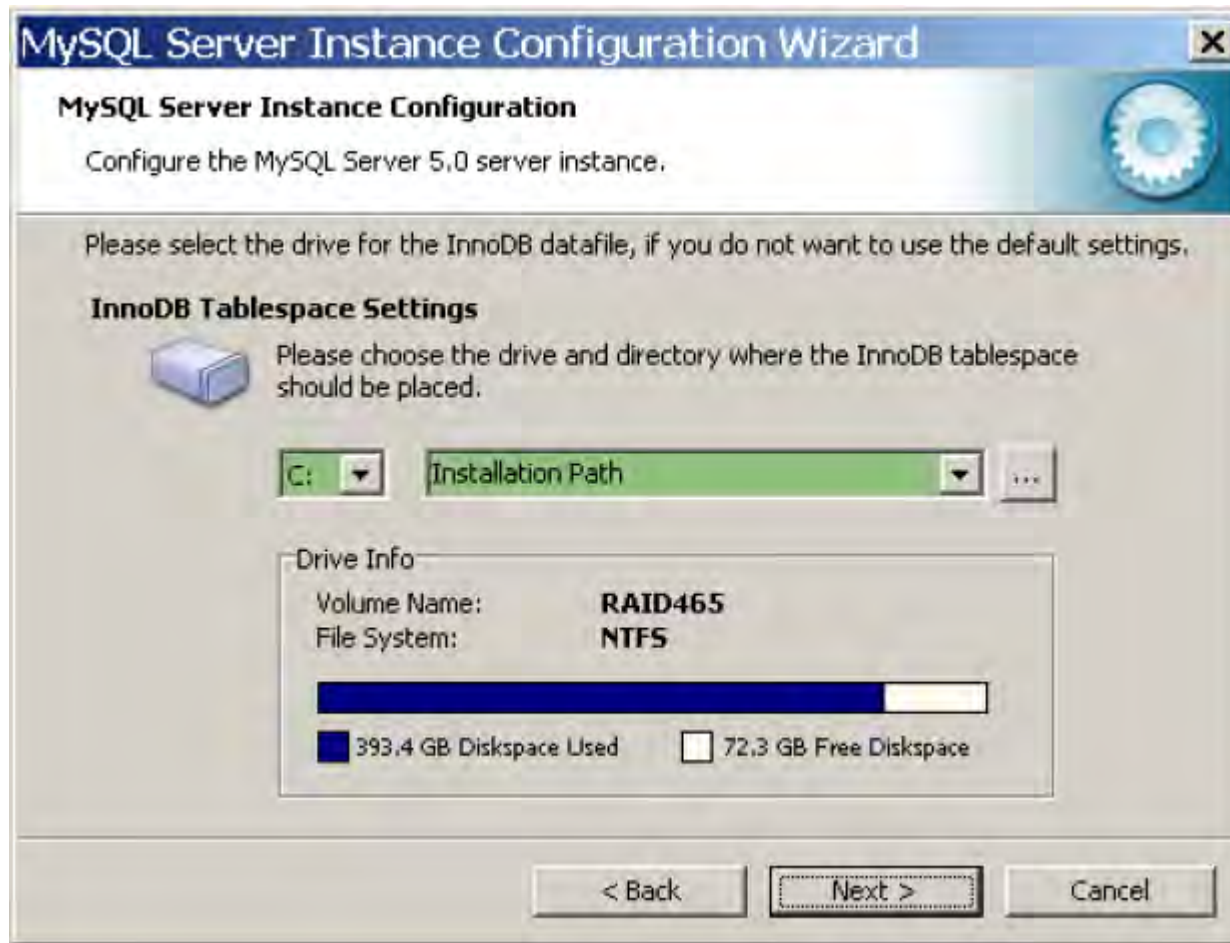 MySQL Server Instance Configuration Wizard
MySQL Server Instance Configuration
Configure the MySQL Server 5.0 server instance.
Please select the drive for the InnoDB datafile, if you do not want to use the default settings.
InnoDB Tablespace Settings
Please choose the drive and directory where the InnoDB tablespace
should be placed.
C: Installation Path ...
Drive Info
Volume Name: RAID465
File System: NTFS
393.4 GB Diskspace Used 72.3 GB Free Diskspace
< Back Next > Cancel